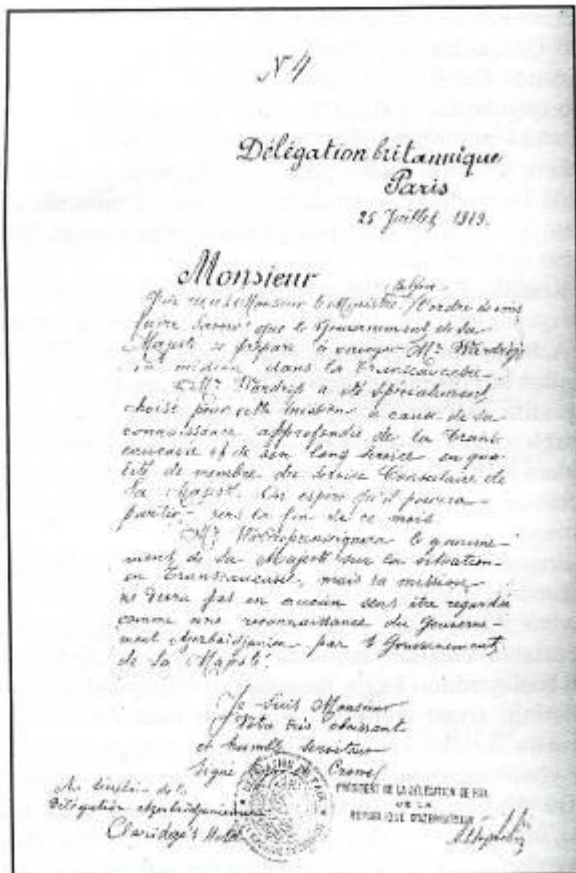 N 4
Délégation britannique
Paris
25 Juillet 1919.
Monsieur
J'ai reçu Monsieur le Ministre l'ordre de vous
faire savoir que le Gouvernement de sa
Majesté se prépare à envoyer Mr. Wardrop
en mission dans la Transcaucasie.
Mr. Wardrop a été spécialement
choisi pour cette mission à cause de sa
connaissance approfondie de la Trans
caucasie et de son long service en qua
lité de membre du service Consulaire de
sa Majesté. On espère qu'il pourra
partir vers la fin de ce mois.
Mr. le gouverne
ment de sa Majesté sur la situation
en Transcaucasie, mais sa mission
ne devra pas en aucun sens être regardée
comme une reconnaissance du Gouverne
ment Azerbaidjanien par le Gouvernement
de Sa Majesté.
Je suis Monsieur
Votre très obéissant
et humble serviteur
Signé Crowe
PRÉSIDENT DE LA DÉLÉGATION DE PAIX
DE LA
RÉPUBLIQUE D'AZERBAIDJAN
de la
Délégation Azerbaidjanienne
Claridge's Hotel